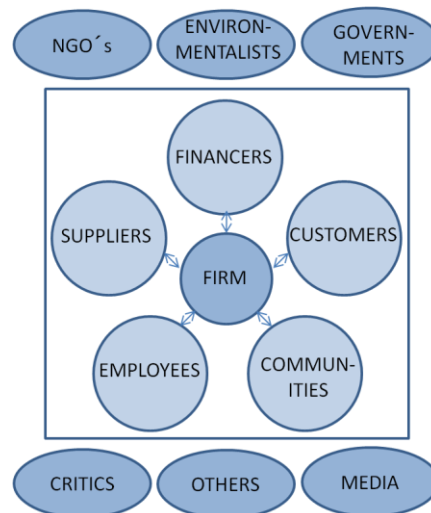 NGO´s
ENVIRON-
MENTALISTS
GOVERN-
MENTS
FINANCERS
SUPPLIERS
CUSTOMERS
FIRM
EMPLOYEES
COMMUN-
ITIES
CRITICS
OTHERS
MEDIA